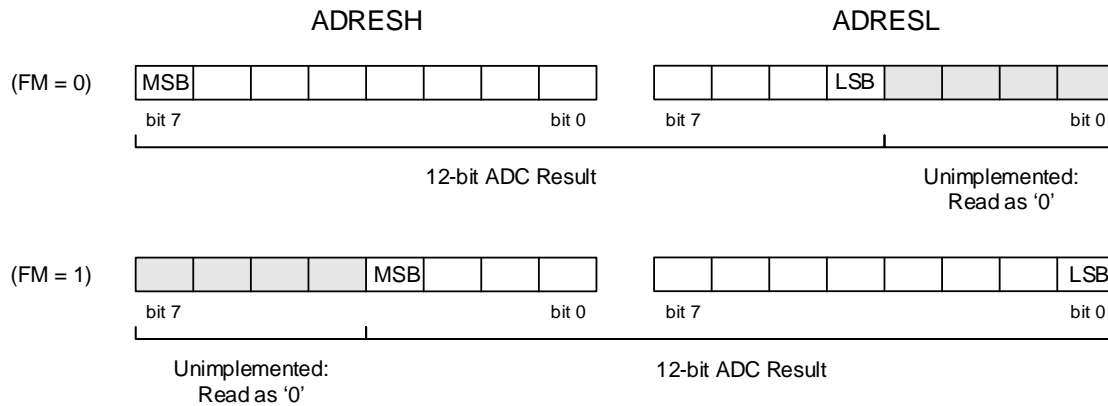 ADRESH ADRESL
(FM = 0) MSB LSB
bit 7 bit 0 bit 7 bit 0
12-bit ADC Result Unimplemented:
Read as ‘0’
(FM = 1) MSB LSB
bit 7 bit 0 bit 7 bit 0
Unimplemented: 12-bit ADC Result
Read as ‘0’